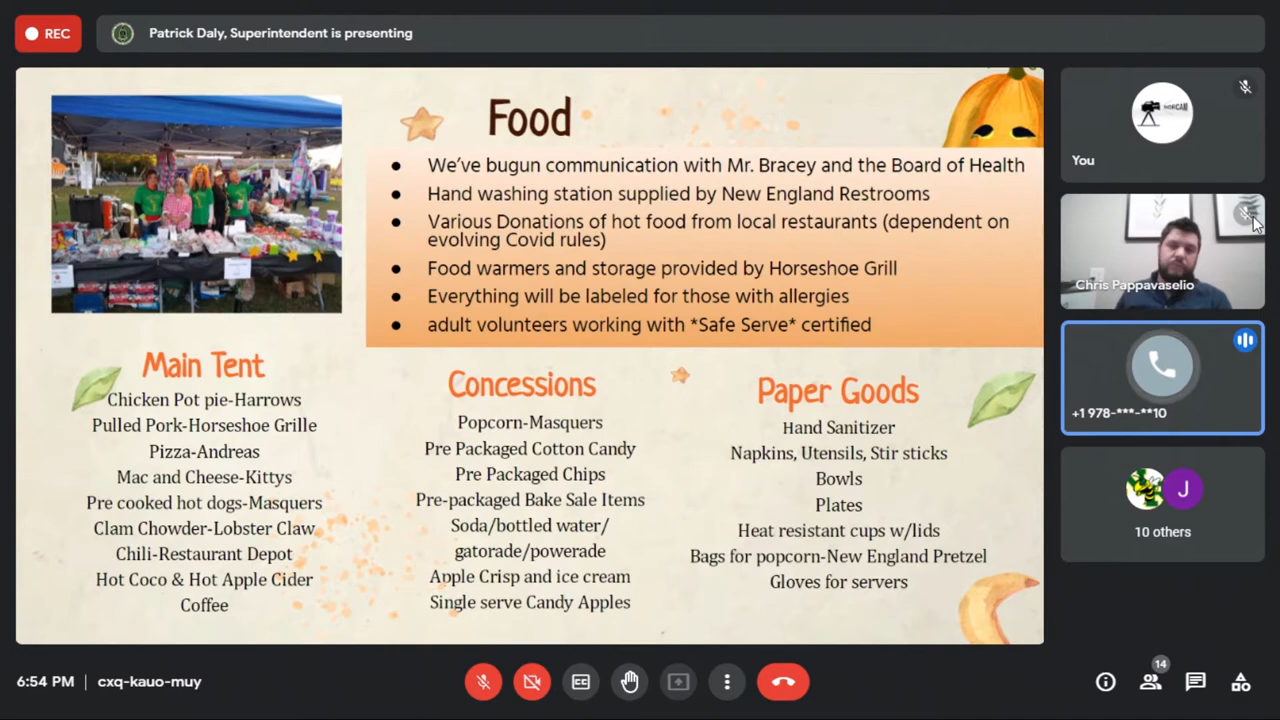 REC
Patrick Daly, Superintendent is presenting
Food
● We've bugun communication with Mr. Bracey and the Board of Health
● Hand washing station supplied by New England Restrooms
● Various Donations of hot food from local restaurants (dependent on
evolving Covid rules)
● Food warmers and storage provided by Horseshoe Grill
● Everything will be labeled for those with allergies
● adult volunteers working with *Safe Serve* certified
Main Tent
Chicken Pot pie-Harrows
Pulled Pork-Horseshoe Grille
Pizza-Andreas
Mac and Cheese-Kittys
Pre cooked hot dogs-Masquers
Clam Chowder-Lobster Claw
Chili-Restaurant Depot
Hot Coco & Hot Apple Cider
Coffee
Concessions
Popcorn-Masquers
Pre Packaged Cotton Candy
Pre Packaged Chips
Pre-packaged Bake Sale Items
Soda/bottled water/
gatorade/powerade
Apple Crisp and ice cream
Single serve Candy Apples
Paper Goods
Hand Sanitizer
Napkins, Utensils, Stir sticks
Bowls
Plates
Heat resistant cups w/lids
Bags for popcorn-New England Pretzel
Gloves for servers
NORCAM
You
Chris Pappavaselio
+1 978-***-**10
J
10 others
6:54 PM | cxq-kauo-muy
CC
14